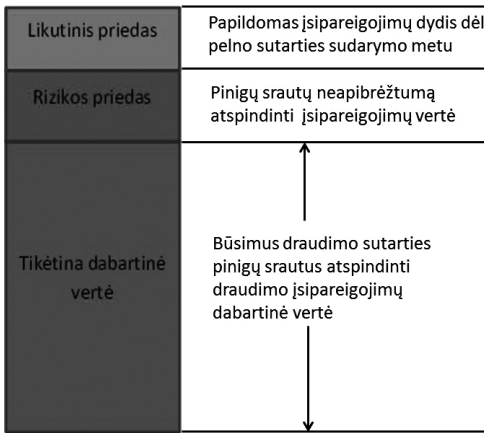 Likutinis priedas
Papildomas įsipareigojimų dydis dėl
pelno sutarties sudarymo metu
Rizikos priedas
Pinigų srautų neapibrėžtumą
atspindinti įsipareigojimų vertė
Tikėtina dabartinė
vertė
Būsimus draudimo sutarties
pinigų srautus atspindinti
draudimo įsipareigojimų
dabartinė vertė